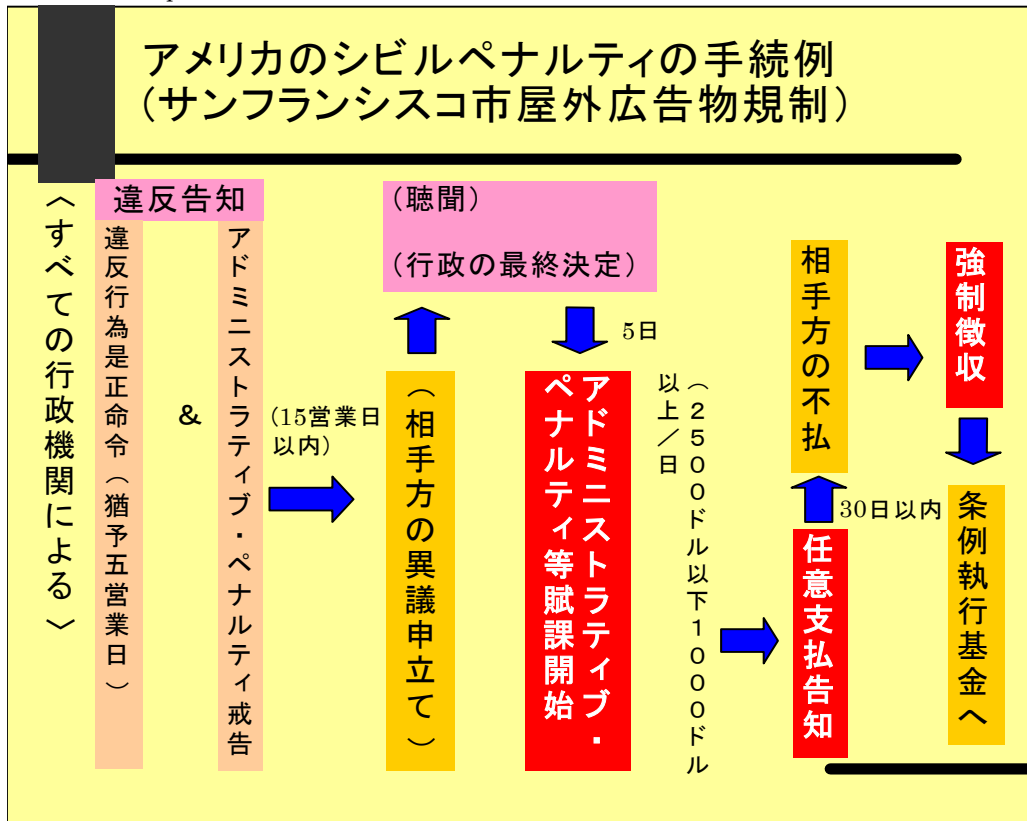 アメリカのシビルペナルティの手続例
（サンフランシスコ市屋外広告物規制）
〈すべての行政機関による〉
違反告知
違反行為是正命令（猶予五営業日）
&
アドミニストラティブ・ペナルティ戒告
(15営業日
以内)
（相手方の異議申立て）
（聴聞）
（行政の最終決定）
5日
アドミニストラティブ・
ペナルティ等賦課開始
（２５００ドル以下１０００ドル
以上／日
任意支払告知
30日以内
相手方の不払
強制徴収
条例執行基金へ